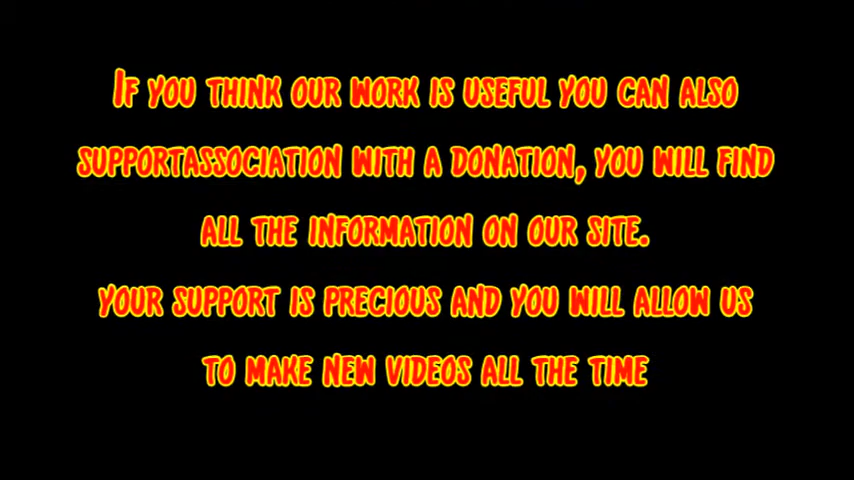 If you think our work is useful you can also
supportassociation with a donation, you will find
all the information on our site.
your support is precious and you will allow us
to make new videos all the time